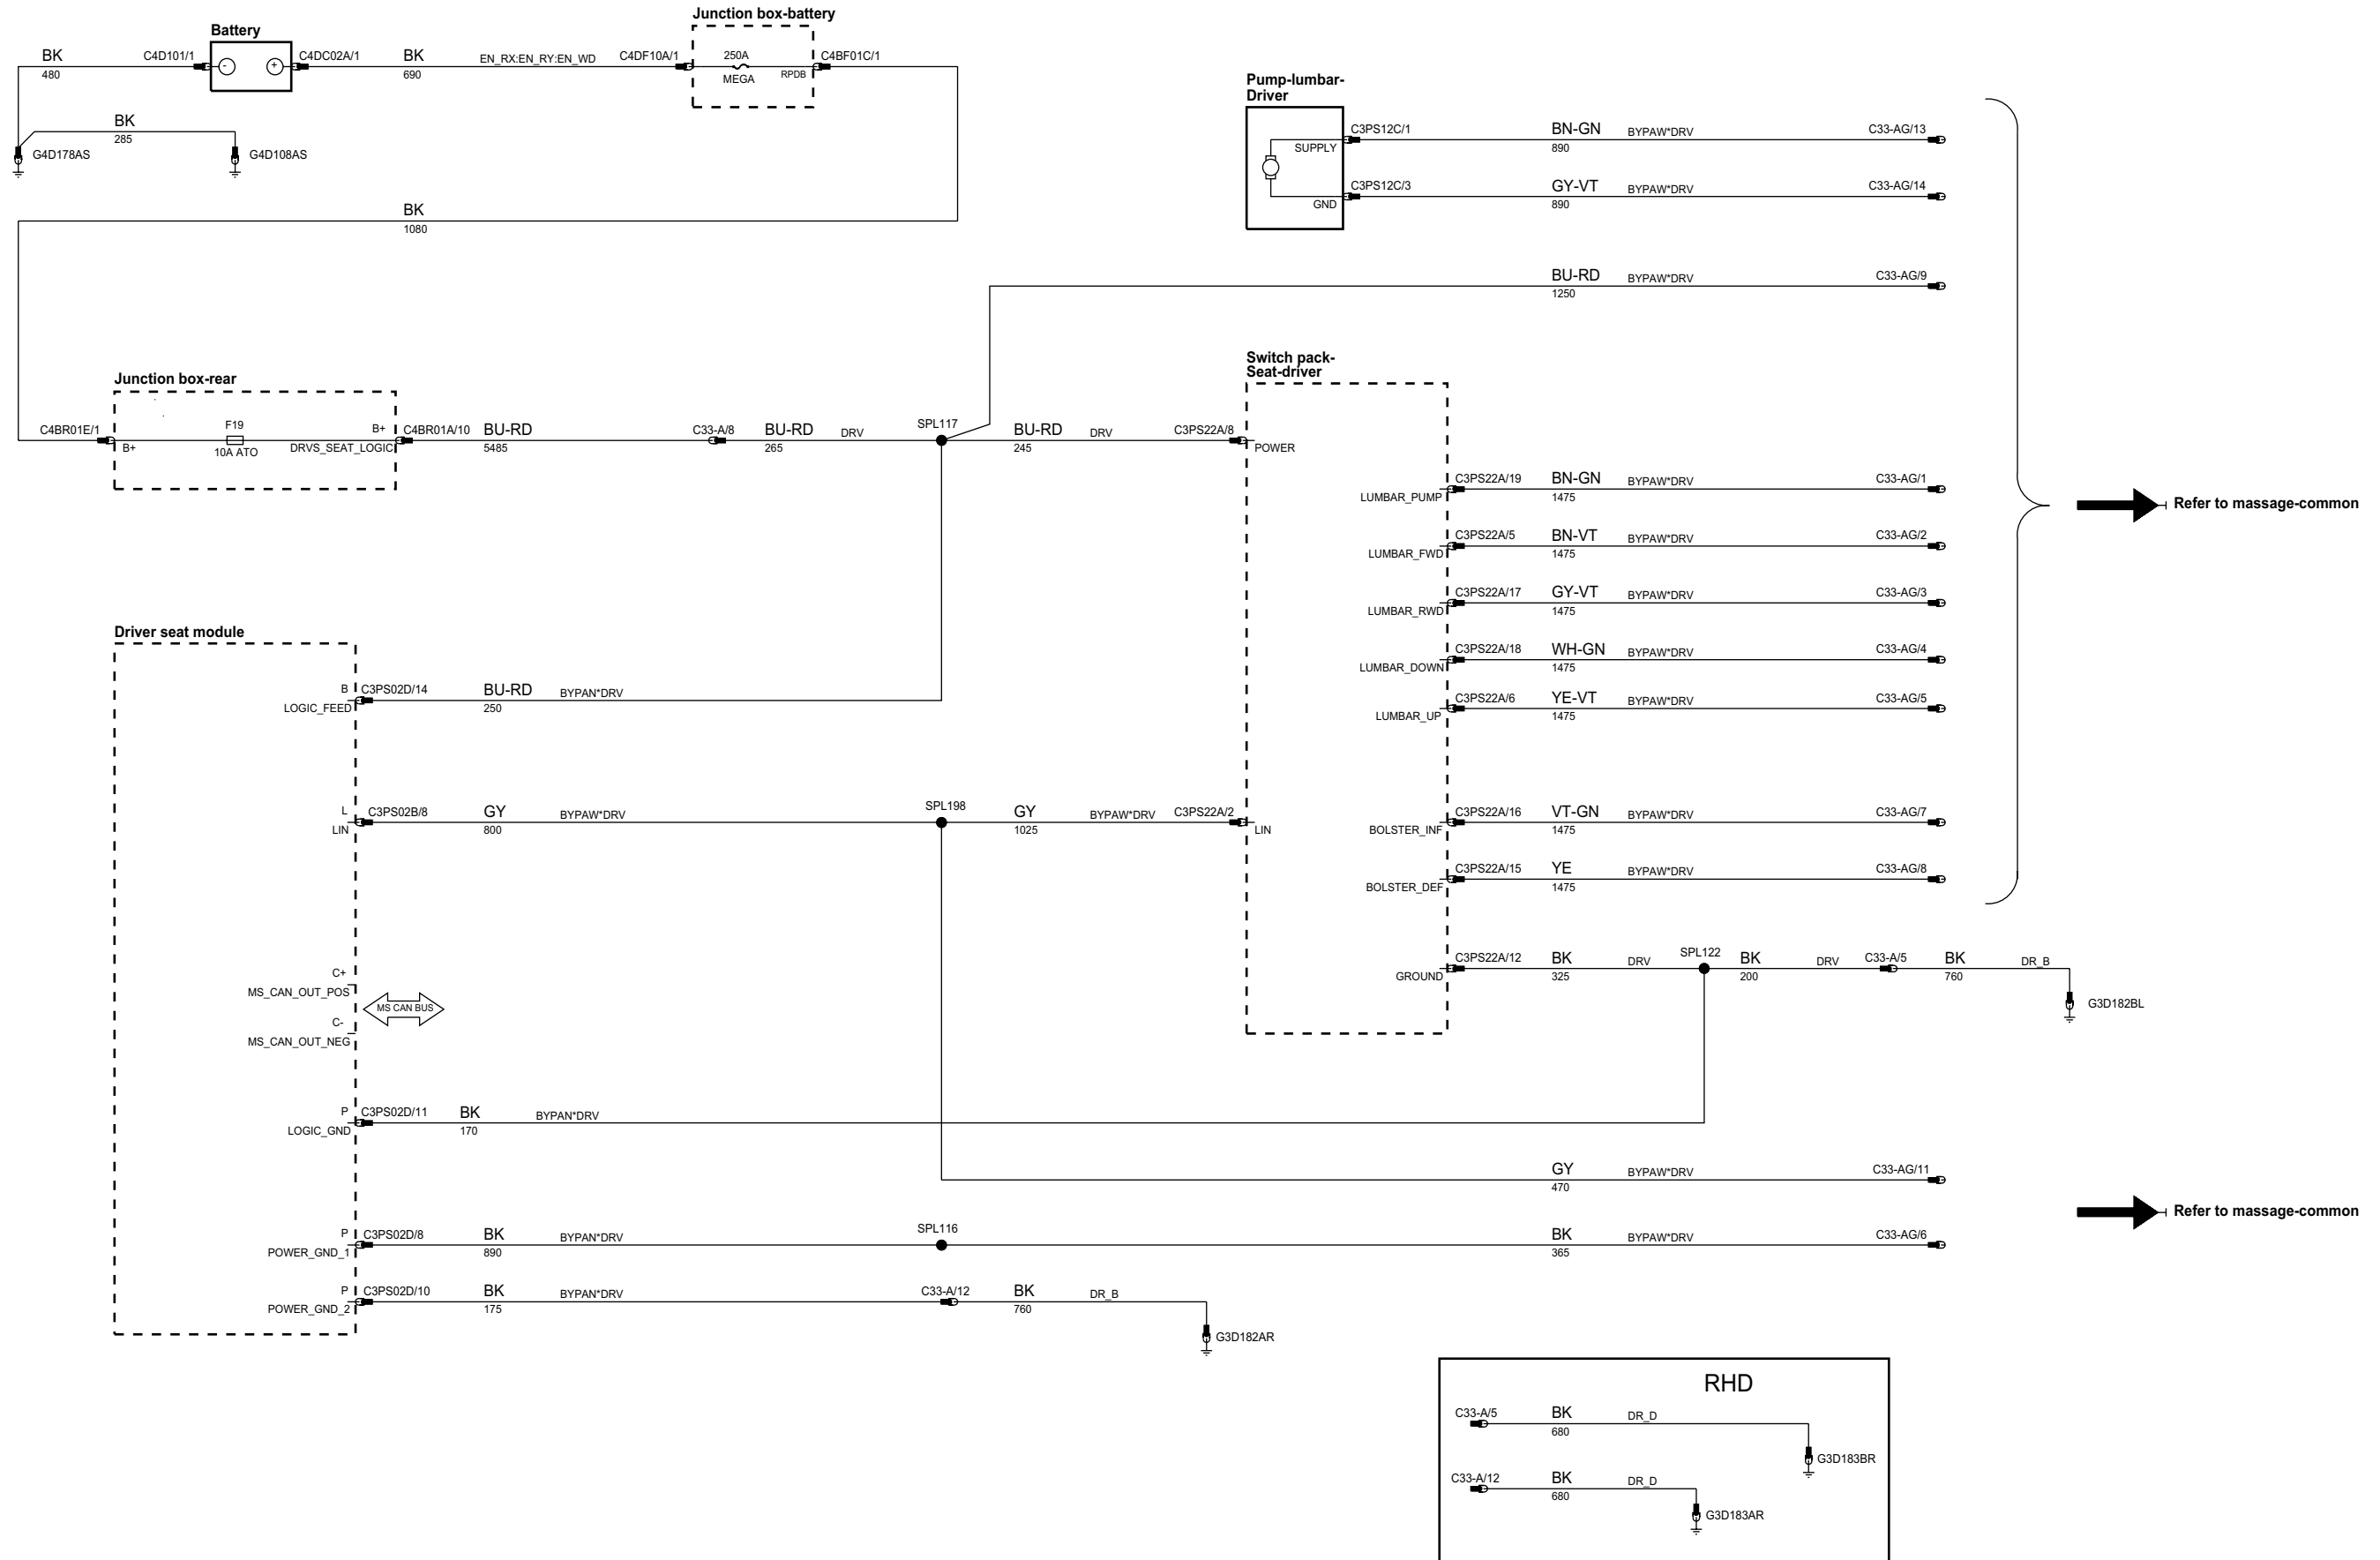 Junction box-battery
Battery
BK
480
C4D101/1
-
+
C4DC02A/1
BK
690
EN_RX:EN_RY:EN_WD
C4DF10A/1
250A
MEGA
RPDB
C4BF01C/1
BK
285
G4D178AS
G4D108AS
BK
1080
Pump-lumbar-
Driver
SUPPLY
GND
C3PS12C/1
BN-GN
890
BYPAW*DRV
C33-AG/13
C3PS12C/3
GY-VT
890
BYPAW*DRV
C33-AG/14
BU-RD
1250
BYPAW*DRV
C33-AG/9
Junction box-rear
C4BR01E/1
B+
F19
10A ATO
B+
DRVS_SEAT_LOGIC
C4BR01A/10
BU-RD
5485
C33-A/8
BU-RD
265
DRV
SPL117
BU-RD
245
DRV
C3PS22A/8
Switch pack-
Seat-driver
POWER
LUMBAR_PUMP
C3PS22A/19
BN-GN
1475
BYPAW*DRV
C33-AG/1
LUMBAR_FWD
C3PS22A/5
BN-VT
1475
BYPAW*DRV
C33-AG/2
LUMBAR_RWD
C3PS22A/17
GY-VT
1475
BYPAW*DRV
C33-AG/3
LUMBAR_DOWN
C3PS22A/18
WH-GN
1475
BYPAW*DRV
C33-AG/4
LUMBAR_UP
C3PS22A/6
YE-VT
1475
BYPAW*DRV
C33-AG/5
Refer to massage-common
Driver seat module
B
LOGIC_FEED
C3PS02D/14
BU-RD
250
BYPAN*DRV
L
LIN
C3PS02B/8
GY
800
BYPAW*DRV
SPL198
GY
1025
BYPAW*DRV
C3PS22A/2
LIN
BOLSTER_INF
C3PS22A/16
VT-GN
1475
BYPAW*DRV
C33-AG/7
BOLSTER_DEF
C3PS22A/15
YE
1475
BYPAW*DRV
C33-AG/8
GROUND
C3PS22A/12
BK
325
DRV
SPL122
BK
200
DRV
C33-A/5
BK
760
DR_B
G3D182BL
C+
MS_CAN_OUT_POS
MS CAN BUS
C-
MS_CAN_OUT_NEG
P
LOGIC_GND
C3PS02D/11
BK
170
BYPAN*DRV
GY
470
BYPAW*DRV
C33-AG/11
Refer to massage-common
P
POWER_GND_1
C3PS02D/8
BK
890
BYPAN*DRV
SPL116
BK
365
BYPAW*DRV
C33-AG/6
P
POWER_GND_2
C3PS02D/10
BK
175
BYPAN*DRV
C33-A/12
BK
760
DR_B
G3D182AR
RHD
C33-A/5
BK
680
DR_D
G3D183BR
C33-A/12
BK
680
DR_D
G3D183AR